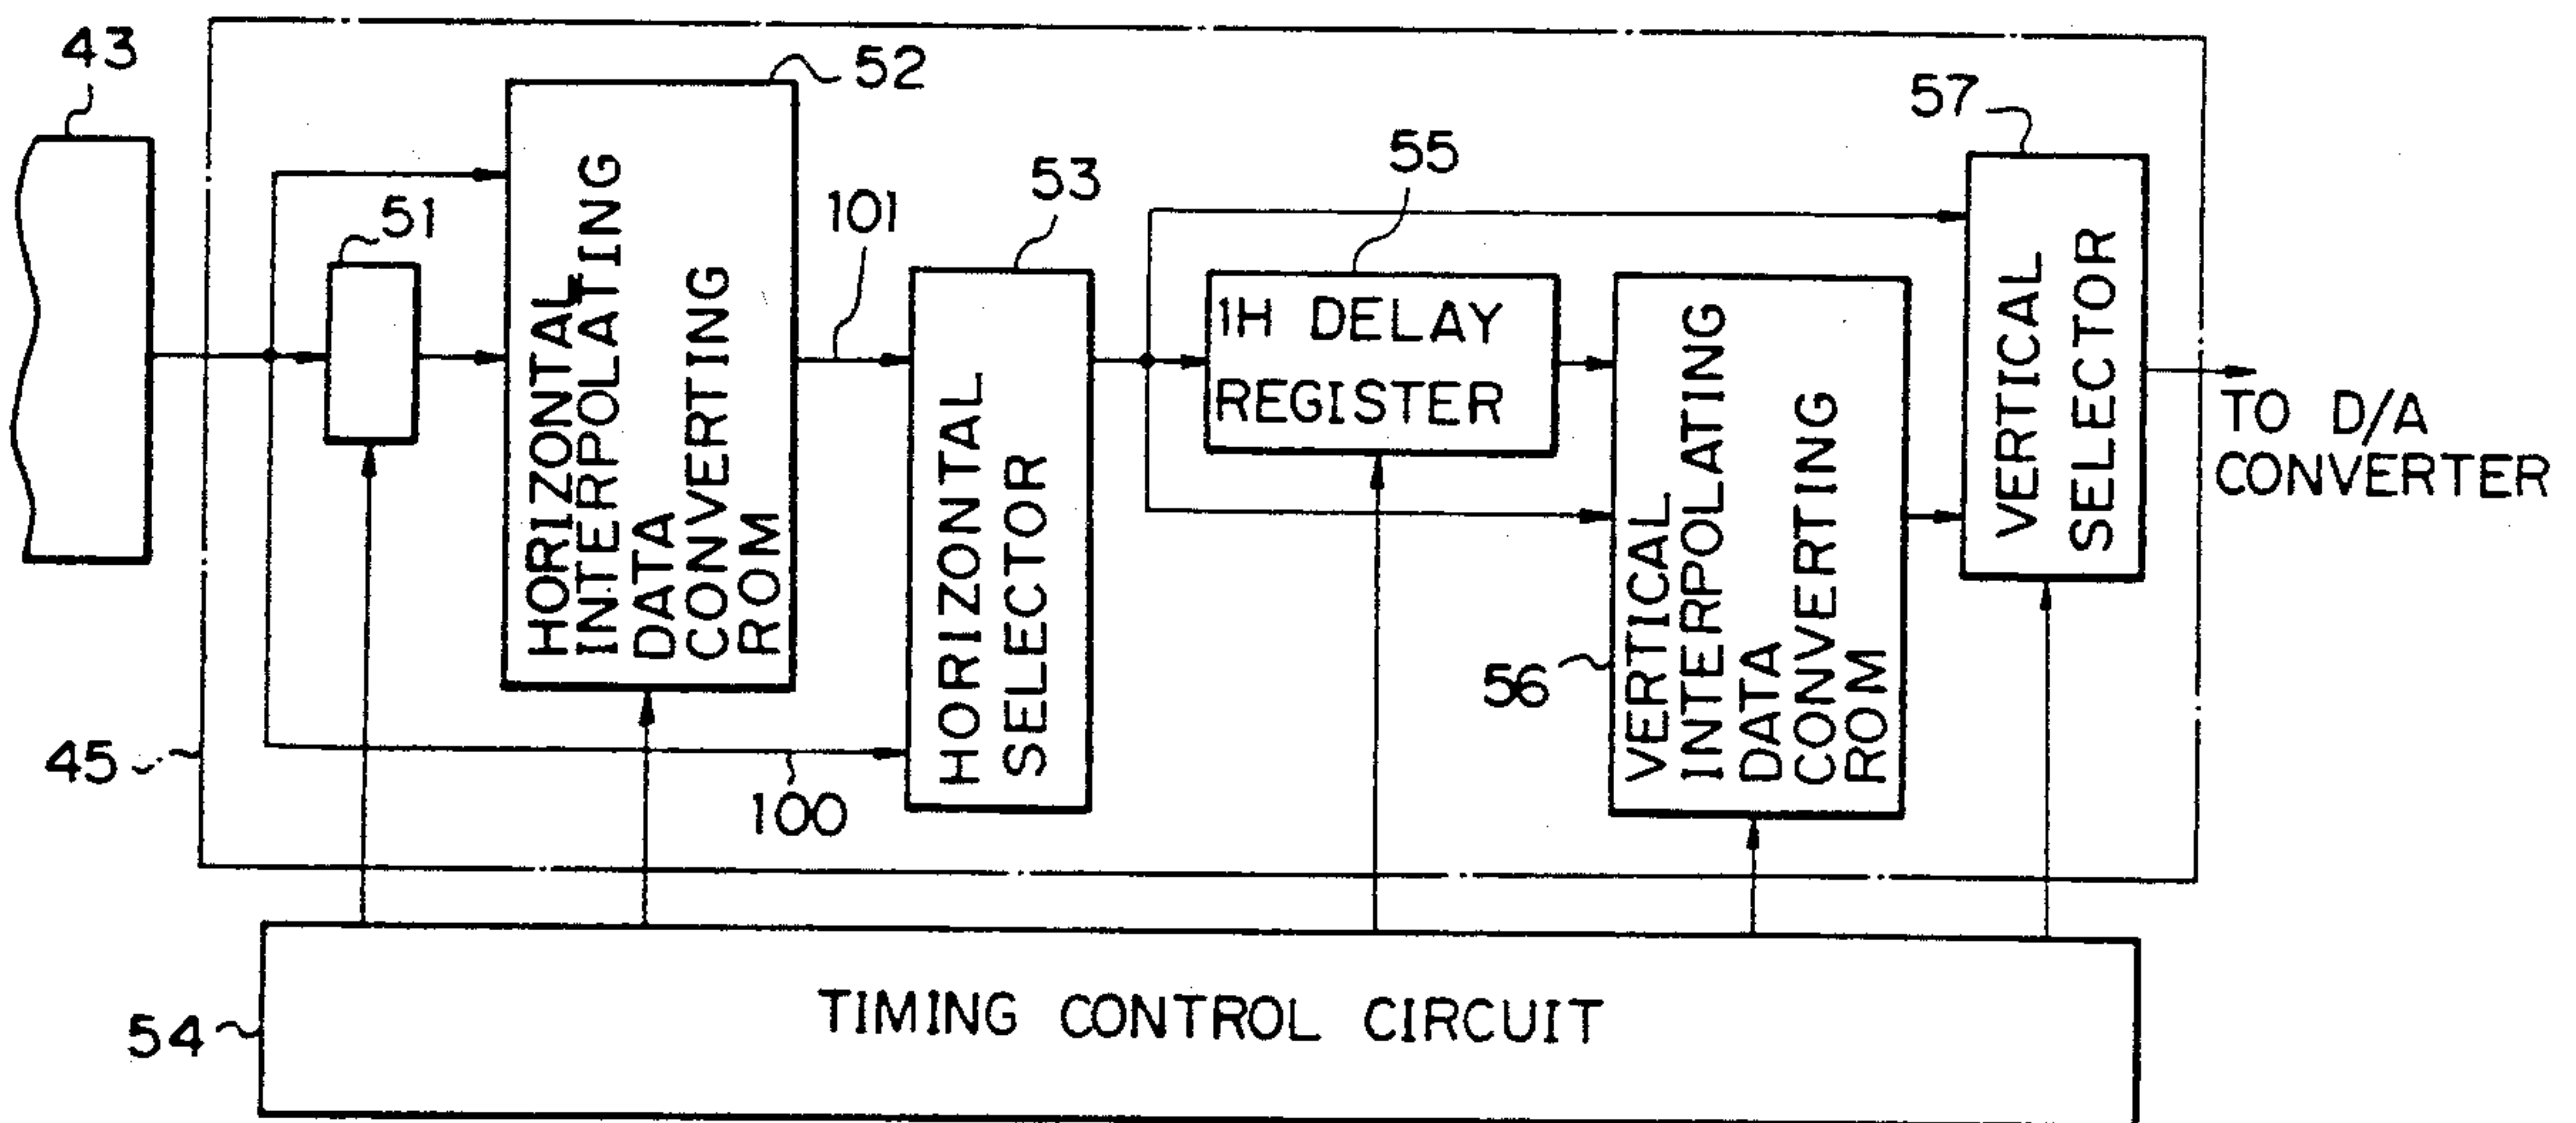 43
52
57
55
53
51
101
HORIZONTAL
INTERPOLATING
DATA
CONVERTING
ROM
HORIZONTAL
SELECTOR
1H DELAY
REGISTER
VERTICAL
INTERPOLATING
DATA
CONVERTING
ROM
VERTICAL
SELECTOR
TO D/A
CONVERTER
56
45
100
54
TIMING CONTROL CIRCUIT